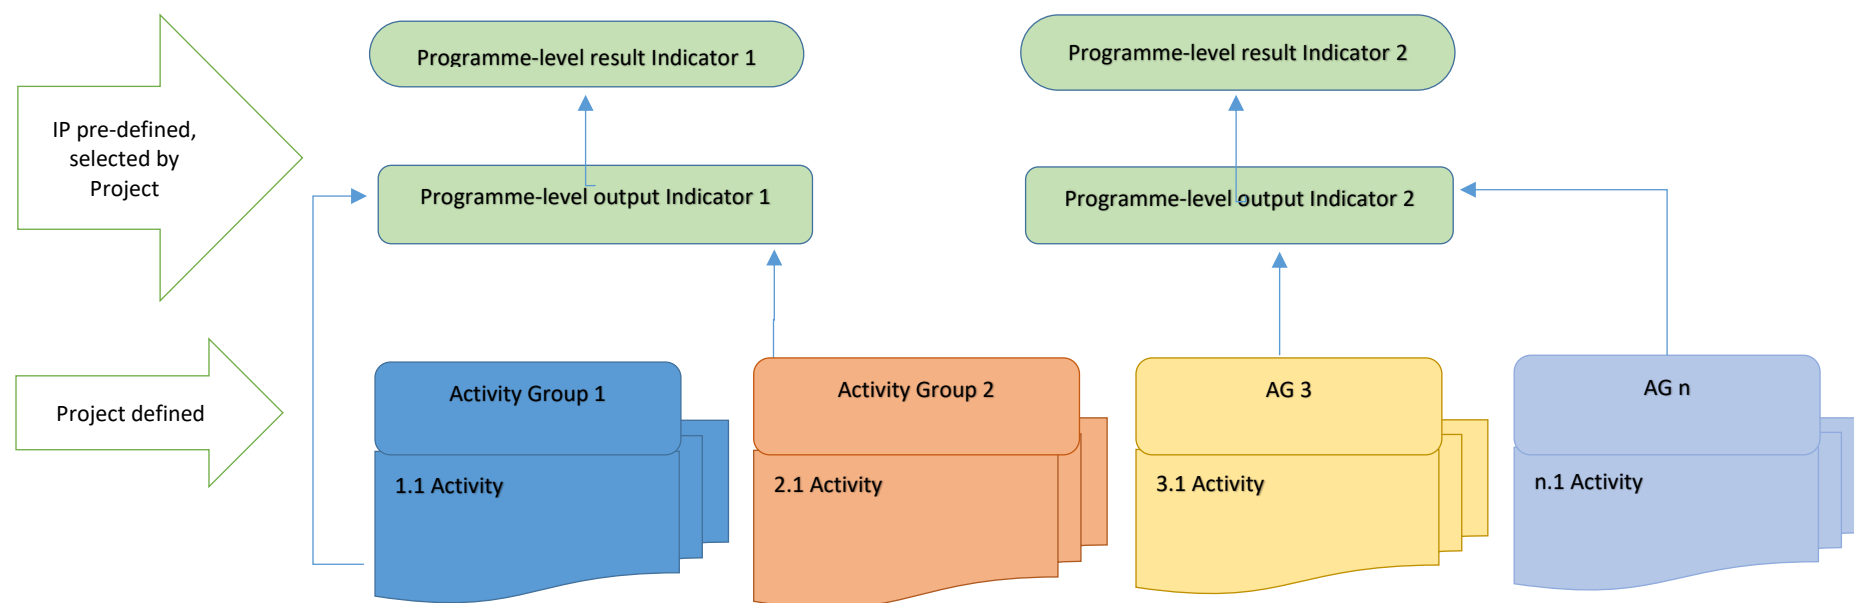 Programme-level result Indicator 1
Programme-level result Indicator 2
IP pre-defined,
selected by
Project
Programme-level output Indicator 1
Programme-level output Indicator 2
Project defined
Activity Group 1
Activity Group 2
AG 3
AG n
1.1 Activity
2.1 Activity
3.1 Activity
n.1 Activity